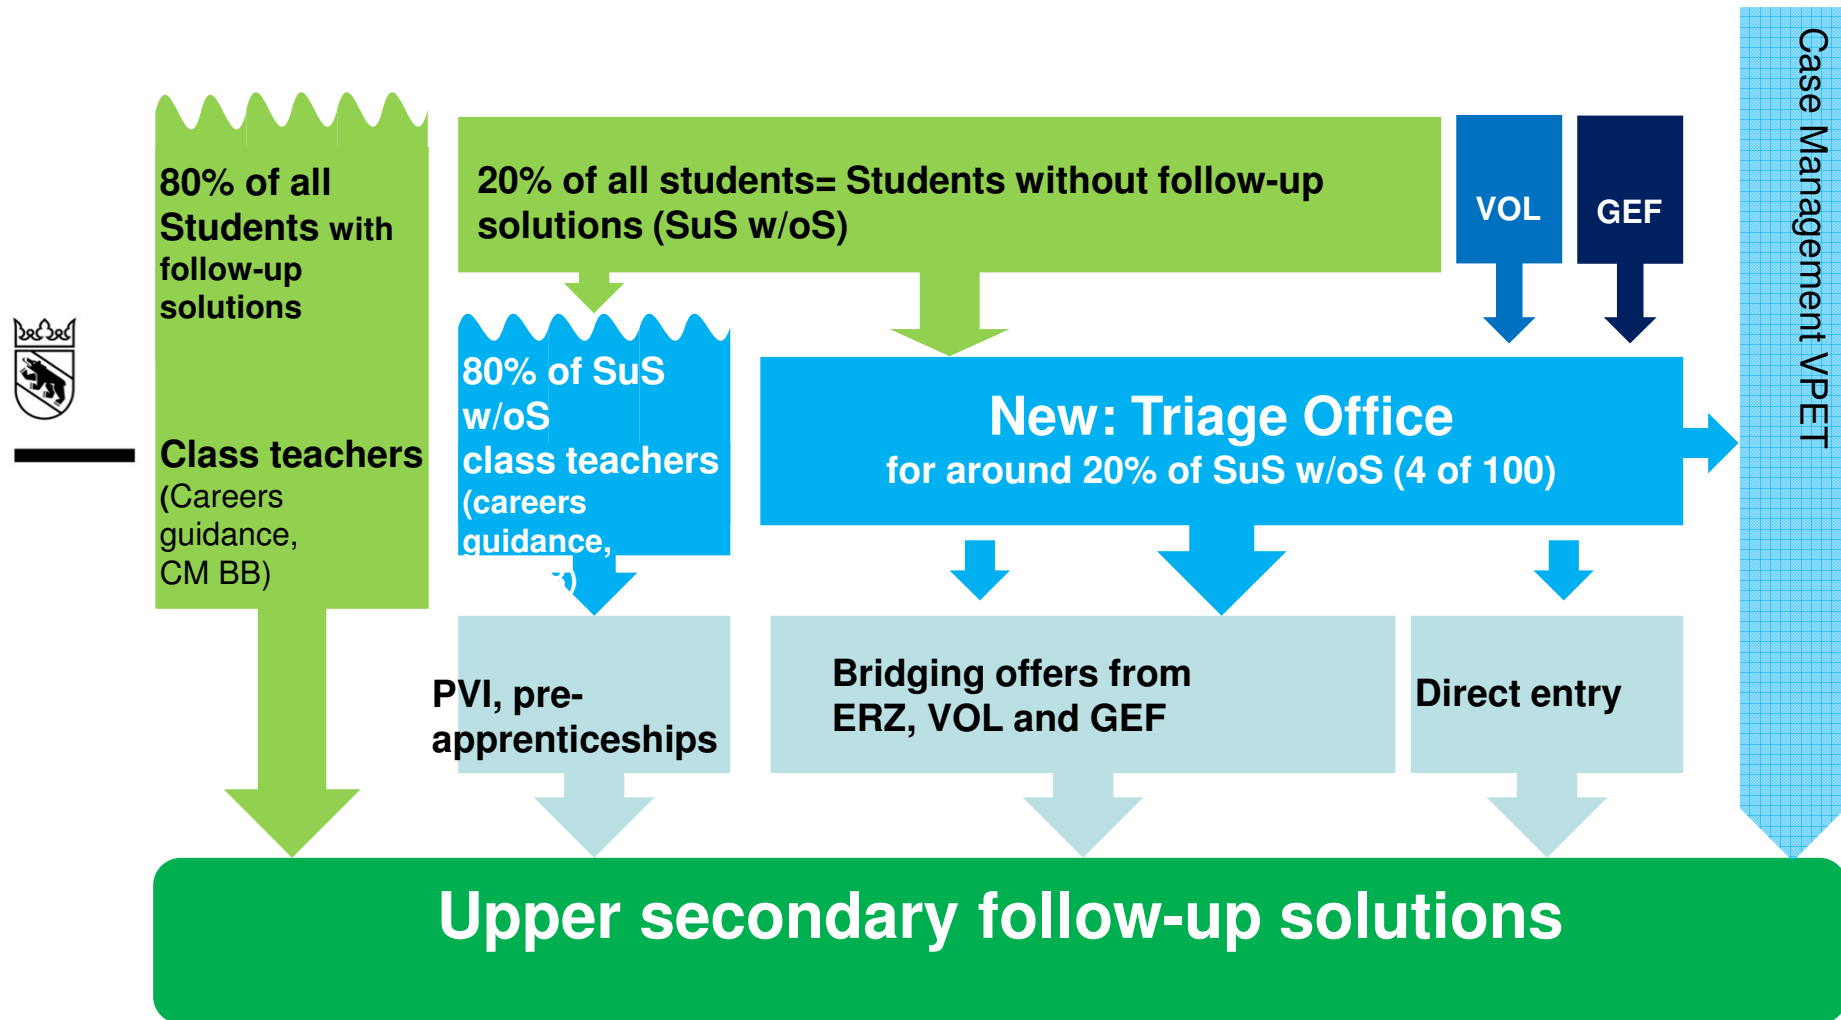 80% of all
Students with
follow-up
solutions
Class teachers
(Careers
guidance,
CM BB)
20% of all students= Students without follow-up
solutions (SuS w/oS)
VOL
GEF
Case Management VPET
80% of SuS
w/oS
class teachers
(careers
guidance,
New: Triage Office
for around 20% of SuS w/oS (4 of 100)
PVI, pre-
apprenticeships
Bridging offers from
ERZ, VOL and GEF
Direct entry
Upper secondary follow-up solutions